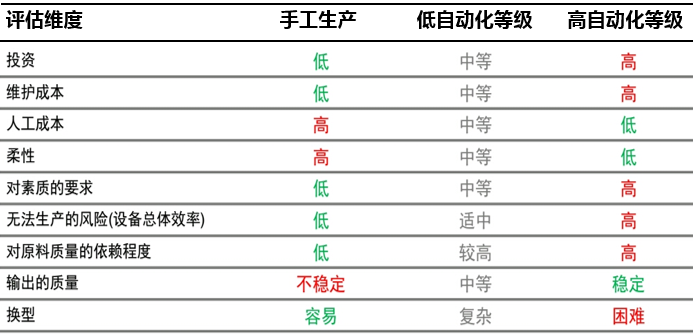 评估维度 手工生产 低自动化等级 高自动化等级
投资 低 中等 高
维护成本 低 中等 高
人工成本 高 中等 低
柔性 高 中等 低
对素质的要求 低 中等 高
无法生产的风险(设备总体效率) 低 适中 高
对原料质量的依赖程度 低 较高 高
输出的质量 不稳定 中等 稳定
换型 容易 复杂 困难